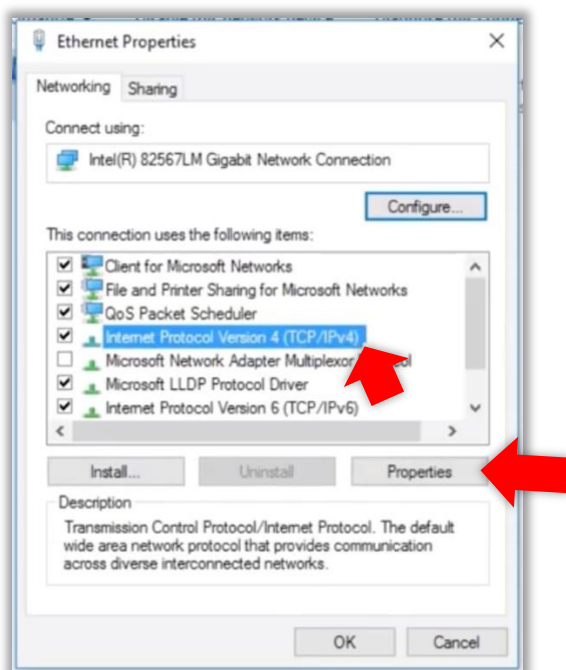 Ethernet Properties
Networking Sharing
Connect using:
Intel(R) 82567LM Gigabit Network Connection
Configure...
This connection uses the following items:
Client for Microsoft Networks
File and Printer Sharing for Microsoft Networks
QoS Packet Scheduler
Internet Protocol Version 4 (TCP/IPv4)
Microsoft Network Adapter Multiplexor
Microsoft LLDP Protocol Driver
Internet Protocol Version 6 (TCP/IPv6)
Install... Uninstall Properties
Description
Transmission Control Protocol/Internet Protocol. The default
wide area network protocol that provides communication
across diverse interconnected networks.
OK Cancel